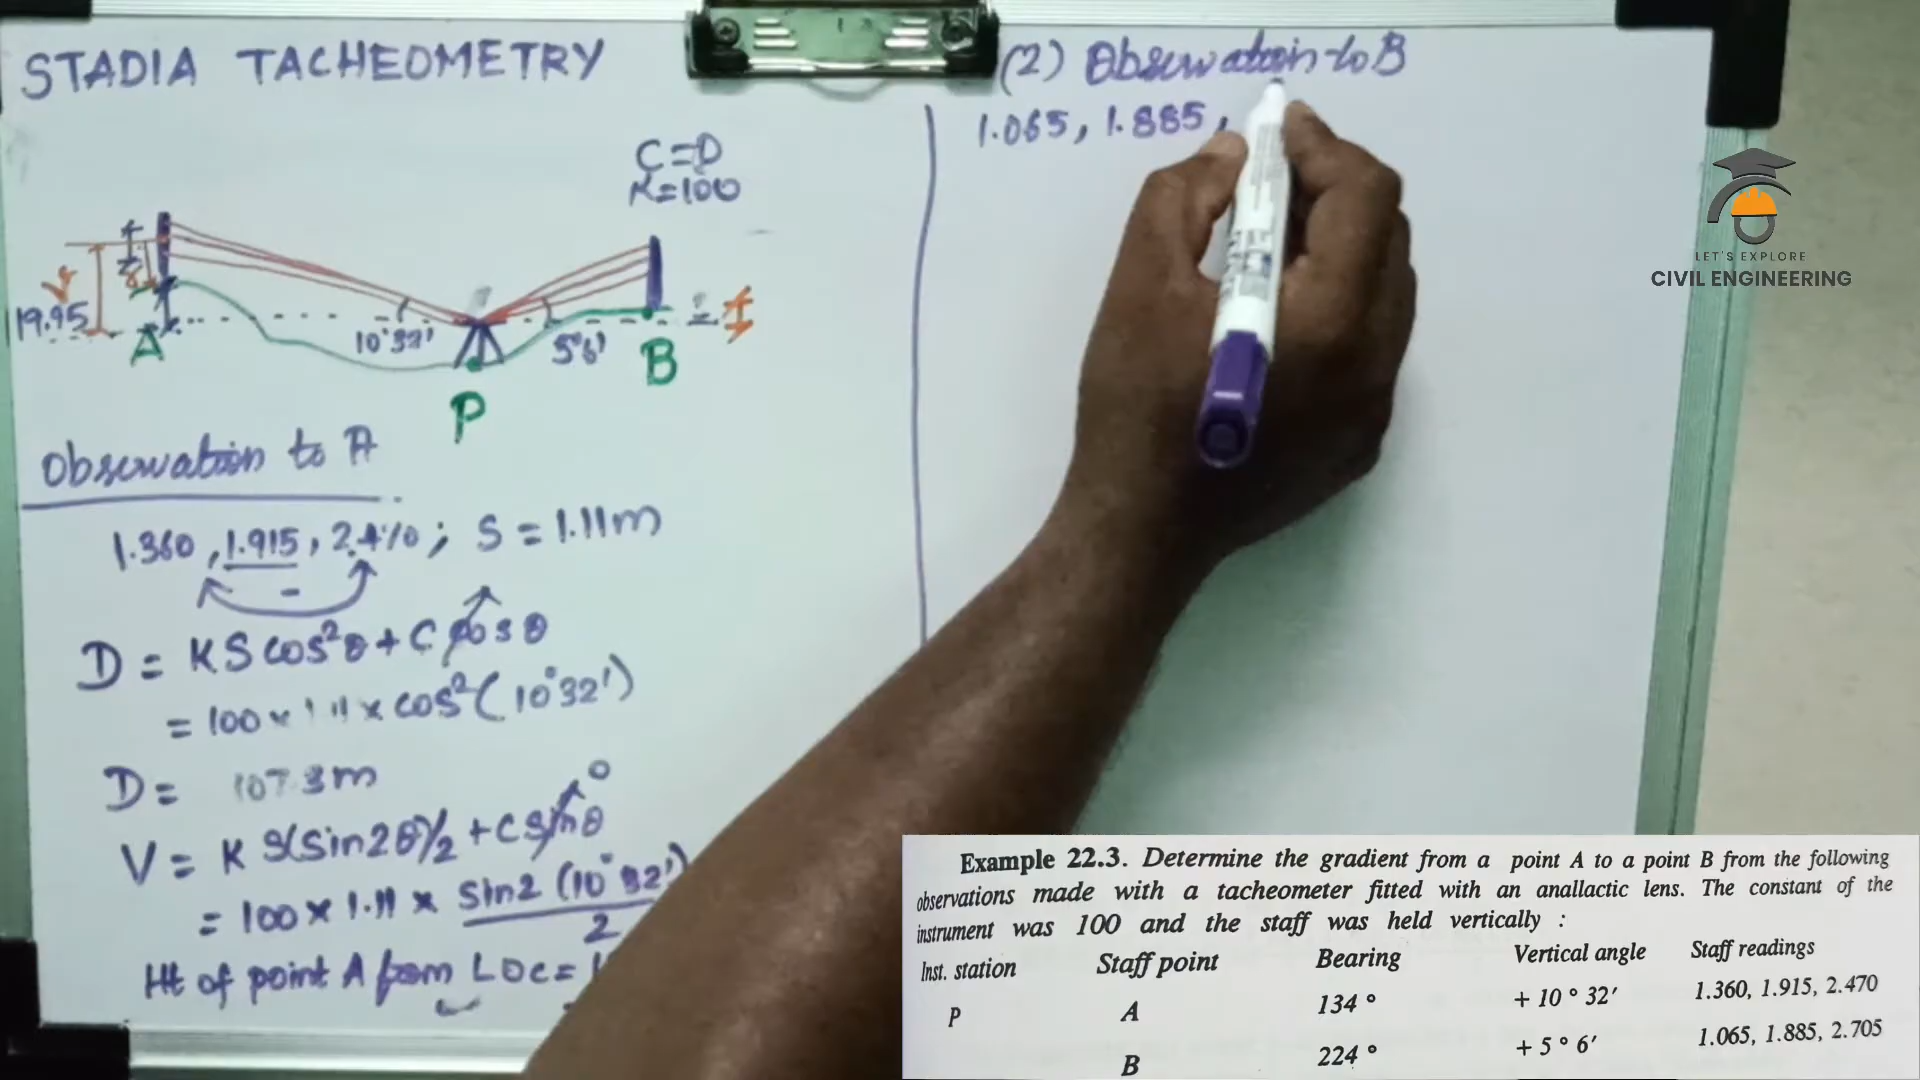 STADIA TACHEOMETRY
C=D
K=100
19.95
A
10°32'
P
5°6'
B
Observation to A
1.360, 1.915, 2.470; S = 1.11m
D = KS cos²θ + C cosθ
= 100 × 1.11 × cos²(10°32')
D = 107.3m
V = K S(Sin2θ)/2 + C sinθ
0
= 100 × 1.11 × Sin2 (10°32')
2
Ht of point A from LOC =
(2) Observation to B
1.065, 1.885,
LET'S EXPLORE
CIVIL ENGINEERING
Example 22.3. Determine the gradient from a point A to a point B from the following
observations made with a tacheometer fitted with an anallactic lens. The constant of the
instrument was 100 and the staff was held vertically :
Inst. station Staff point Bearing Vertical angle Staff readings
P A 134° + 10° 32' 1.360, 1.915, 2.470
B 224° + 5° 6' 1.065, 1.885, 2.705